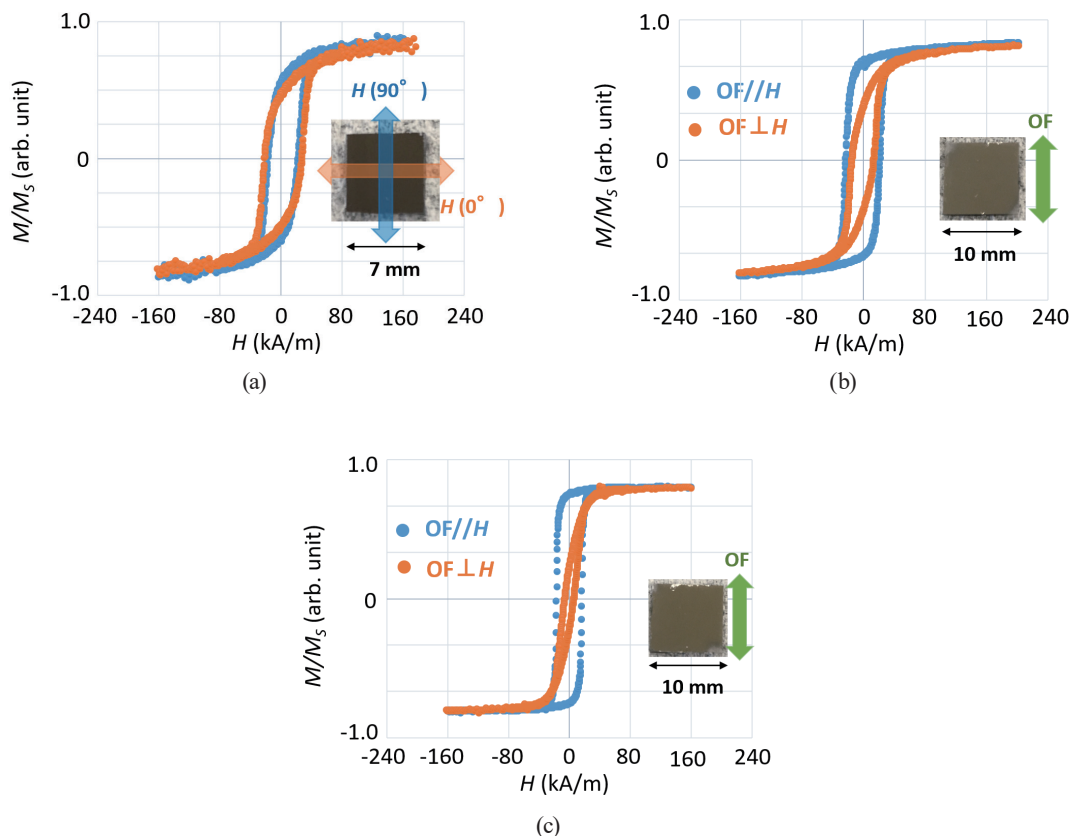 1.0
0
-1.0
M/M_S (arb. unit)
-240 -160 -80 0 80 160 240
H (kA/m)
H (90°)
H (0°)
7 mm
(a)
1.0
0
-1.0
M/M_S (arb. unit)
-240 -160 -80 0 80 160 240
H (kA/m)
OF//H
OF⊥H
OF
10 mm
(b)
1.0
0
-1.0
M/M_S (arb. unit)
-240 -160 -80 0 80 160 240
H (kA/m)
OF//H
OF⊥H
OF
10 mm
(c)